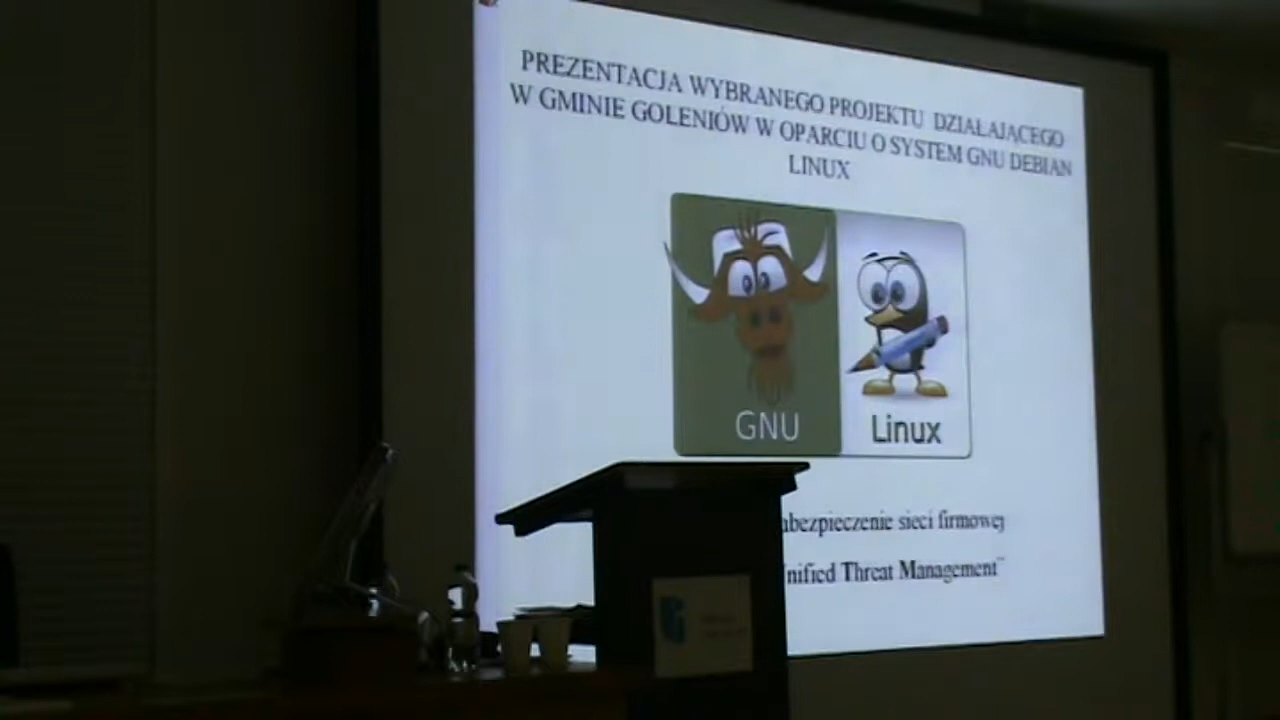 PREZENTACJA WYBRANEGO PROJEKTU DZIAŁAJĄCEGO
W GMINIE GOLENIÓW W OPARCIU O SYSTEM GNU DEBIAN
LINUX
GNU
Linux
abezpieczenie sieci firmowej
nified Threat Management"